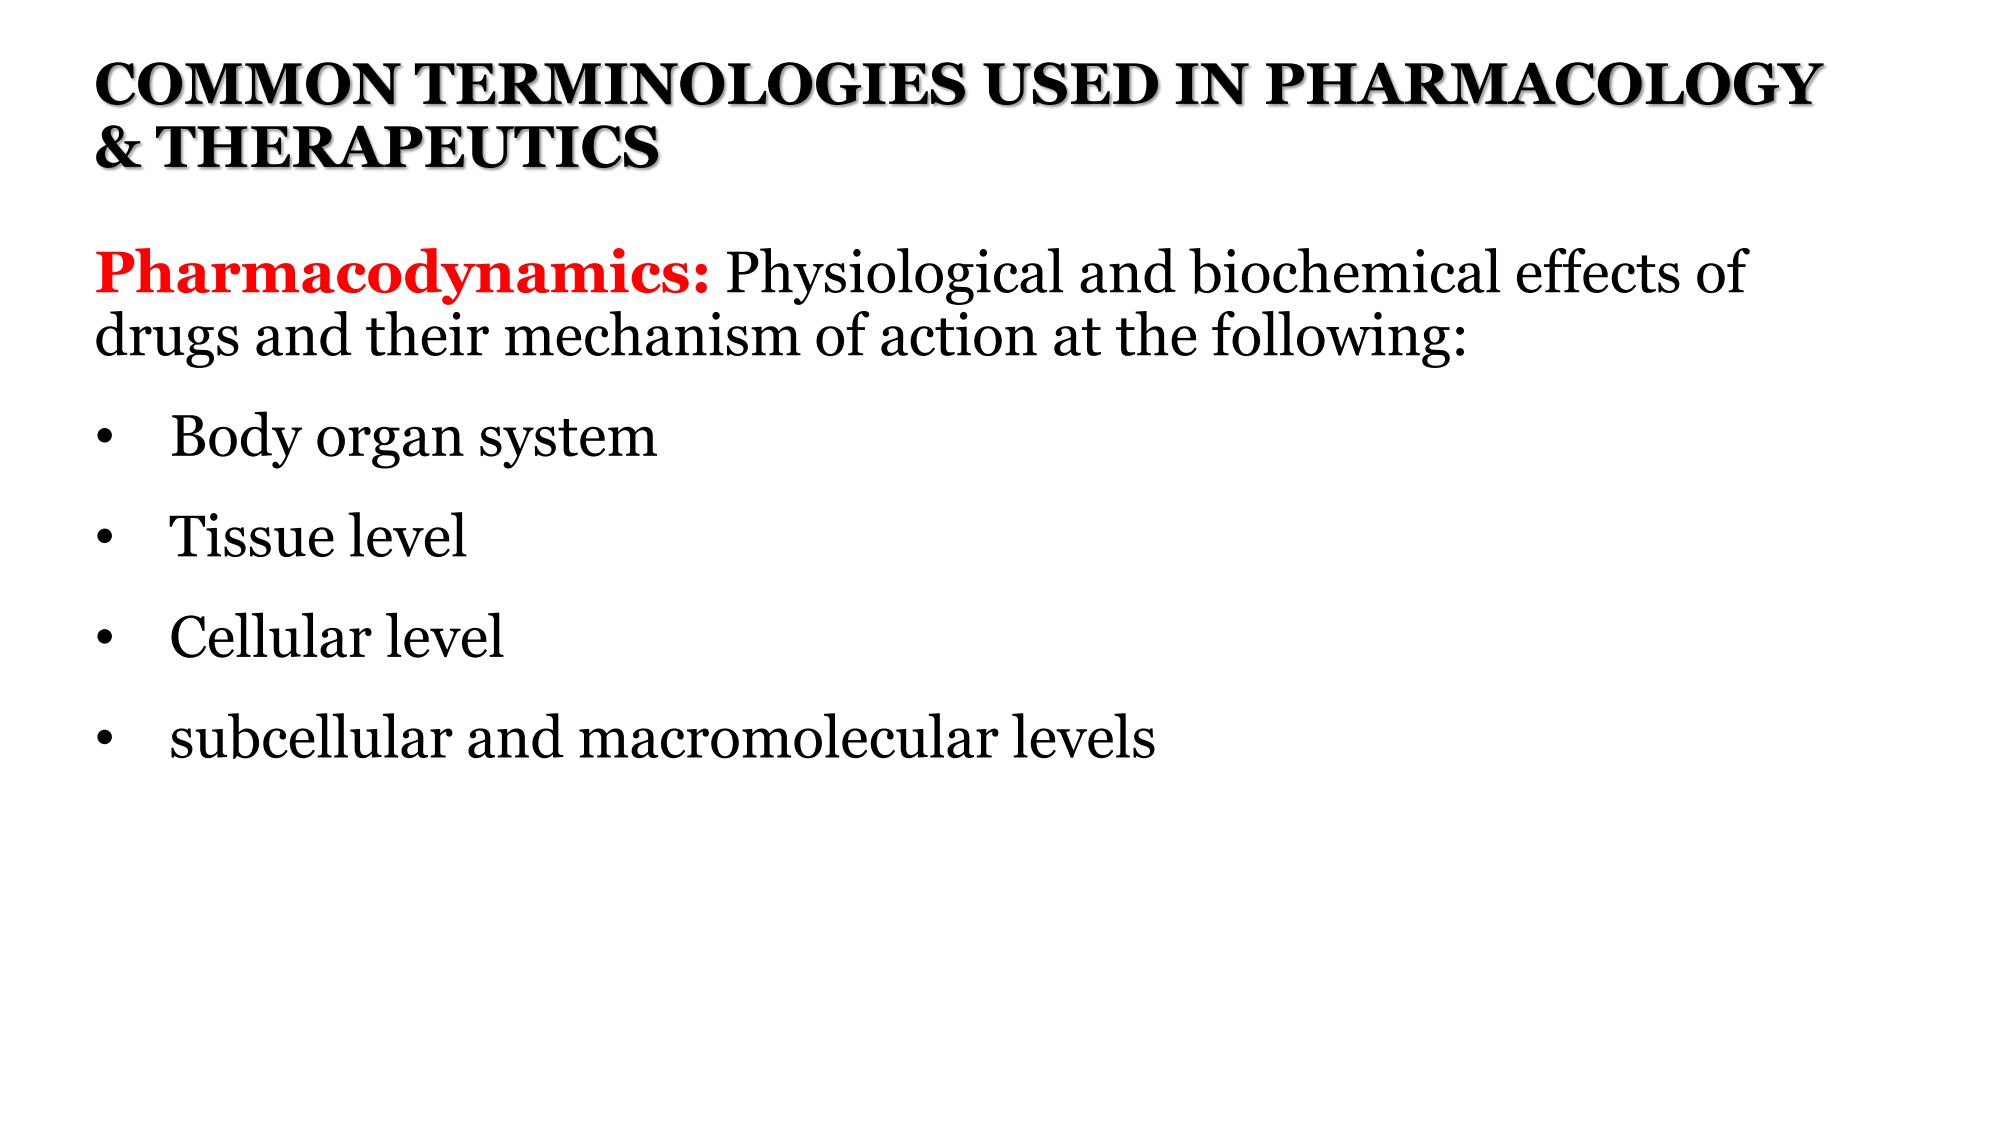 COMMON TERMINOLOGIES USED IN PHARMACOLOGY
& THERAPEUTICS
Pharmacodynamics: Physiological and biochemical effects of
drugs and their mechanism of action at the following:
• Body organ system
• Tissue level
• Cellular level
• subcellular and macromolecular levels